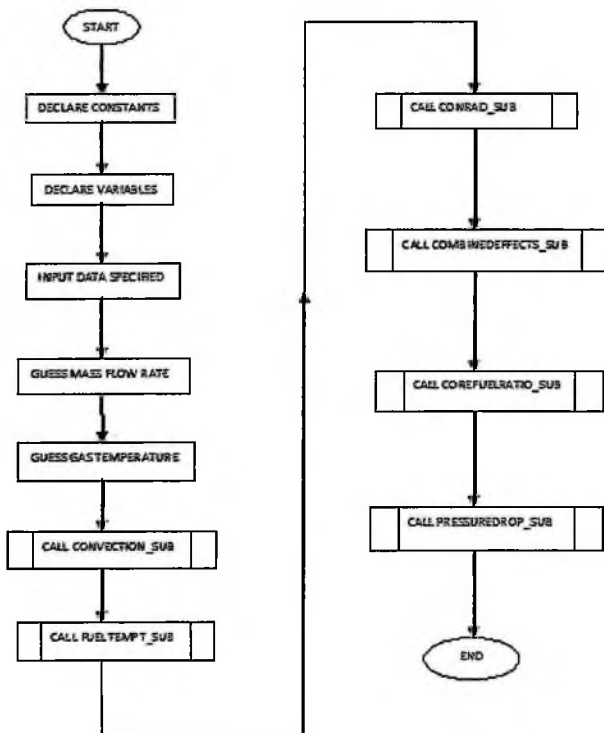 START
DECLARE CONSTANTS
DECLARE VARIABLES
INPUT DATA SPECIFIED
GUESS MASS FLOW RATE
GUESS GAS TEMPERATURE
CALL CONVECTION_SUB
CALL FUELTEMPT_SUB
CALL CONRAD_SUB
CALL COMBINEDEFFECTS_SUB
CALL COREFUELRATIO_SUB
CALL PRESSUREDROP_SUB
END